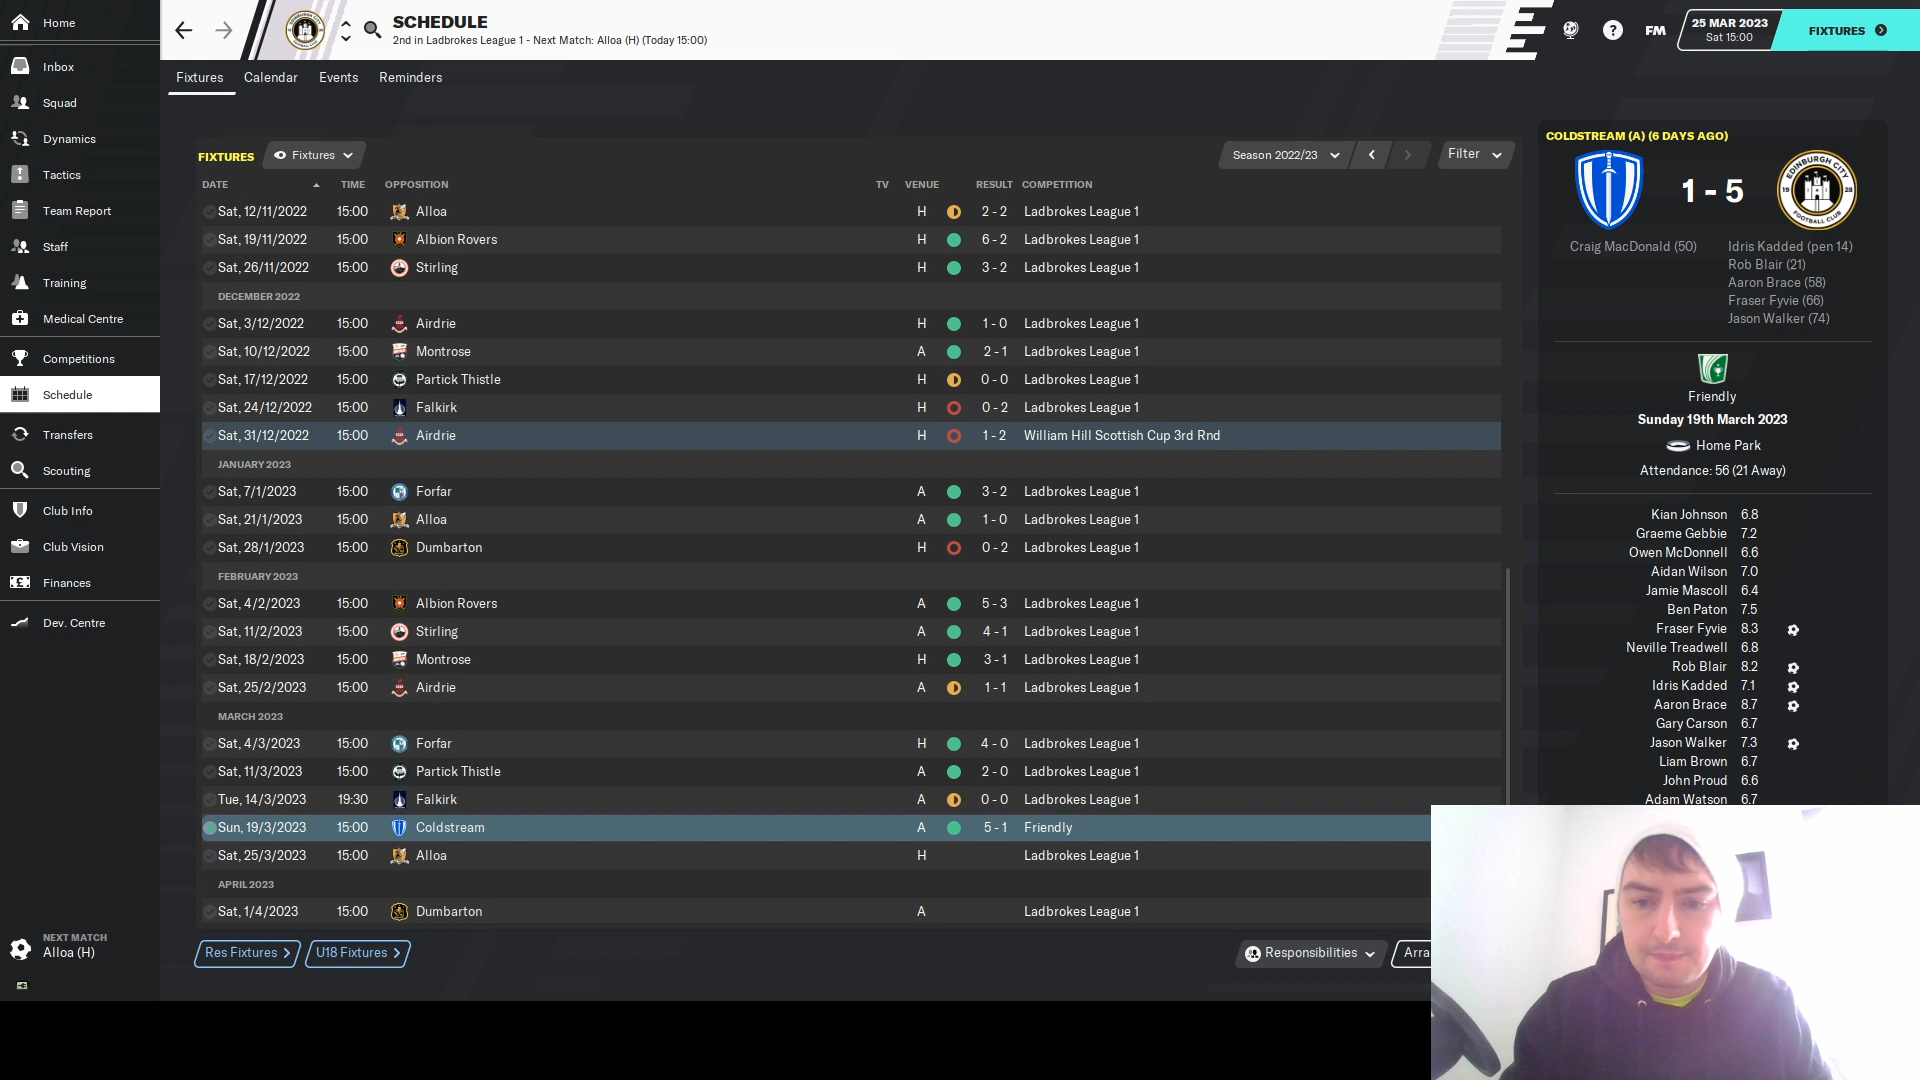 Home
Inbox
Squad
Dynamics
Tactics
Team Report
Staff
Training
Medical Centre
Competitions
Schedule
Transfers
Scouting
Club Info
Club Vision
Finances
Dev. Centre
NEXT MATCH
Alloa (H)
SCHEDULE
2nd in Ladbrokes League 1 - Next Match: Alloa (H) (Today 15:00)
FM
25 MAR 2023
Sat 15:00
FIXTURES
Fixtures Calendar Events Reminders
FIXTURES Fixtures Season 2022/23 Filter
DATE TIME OPPOSITION TV VENUE RESULT COMPETITION
Sat, 12/11/2022 15:00 Alloa H 2 - 2 Ladbrokes League 1
Sat, 19/11/2022 15:00 Albion Rovers H 6 - 2 Ladbrokes League 1
Sat, 26/11/2022 15:00 Stirling H 3 - 2 Ladbrokes League 1
DECEMBER 2022
Sat, 3/12/2022 15:00 Airdrie H 1 - 0 Ladbrokes League 1
Sat, 10/12/2022 15:00 Montrose A 2 - 1 Ladbrokes League 1
Sat, 17/12/2022 15:00 Partick Thistle H 0 - 0 Ladbrokes League 1
Sat, 24/12/2022 15:00 Falkirk H 0 - 2 Ladbrokes League 1
Sat, 31/12/2022 15:00 Airdrie H 1 - 2 William Hill Scottish Cup 3rd Rnd
JANUARY 2023
Sat, 7/1/2023 15:00 Forfar A 3 - 2 Ladbrokes League 1
Sat, 21/1/2023 15:00 Alloa A 1 - 0 Ladbrokes League 1
Sat, 28/1/2023 15:00 Dumbarton H 0 - 2 Ladbrokes League 1
FEBRUARY 2023
Sat, 4/2/2023 15:00 Albion Rovers A 5 - 3 Ladbrokes League 1
Sat, 11/2/2023 15:00 Stirling A 4 - 1 Ladbrokes League 1
Sat, 18/2/2023 15:00 Montrose H 3 - 1 Ladbrokes League 1
Sat, 25/2/2023 15:00 Airdrie A 1 - 1 Ladbrokes League 1
MARCH 2023
Sat, 4/3/2023 15:00 Forfar H 4 - 0 Ladbrokes League 1
Sat, 11/3/2023 15:00 Partick Thistle A 2 - 0 Ladbrokes League 1
Tue, 14/3/2023 19:30 Falkirk A 0 - 0 Ladbrokes League 1
Sun, 19/3/2023 15:00 Coldstream A 5 - 1 Friendly
Sat, 25/3/2023 15:00 Alloa H Ladbrokes League 1
APRIL 2023
Sat, 1/4/2023 15:00 Dumbarton A Ladbrokes League 1
Res Fixtures U18 Fixtures Responsibilities Arra
COLDSTREAM (A) (6 DAYS AGO)
1 - 5
EDINBURGH CITY
19 28
FOOTBALL CLUB
Craig MacDonald (50) Idris Kadded (pen 14)
Rob Blair (21)
Aaron Brace (58)
Fraser Fyvie (66)
Jason Walker (74)
Friendly
Sunday 19th March 2023
Home Park
Attendance: 56 (21 Away)
Kian Johnson 6.8
Graeme Gebbie 7.2
Owen McDonnell 6.6
Aidan Wilson 7.0
Jamie Mascoll 6.4
Ben Paton 7.5
Fraser Fyvie 8.3
Neville Treadwell 6.8
Rob Blair 8.2
Idris Kadded 7.1
Aaron Brace 8.7
Gary Carson 6.7
Jason Walker 7.3
Liam Brown 6.7
John Proud 6.6
Adam Watson 6.7